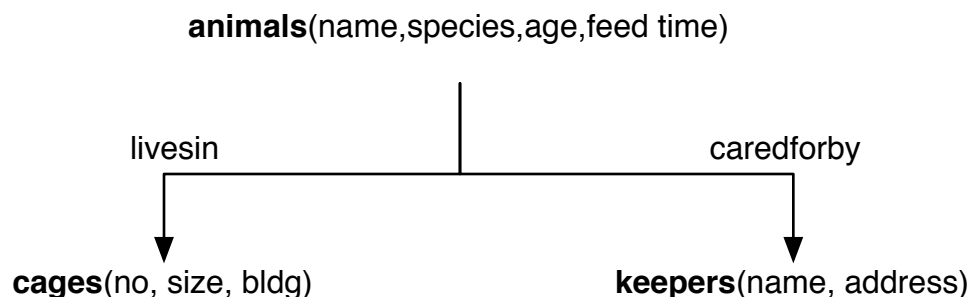 animals(name,species,age,feed time)
livesin
caredforby
cages(no, size, bldg)
keepers(name, address)